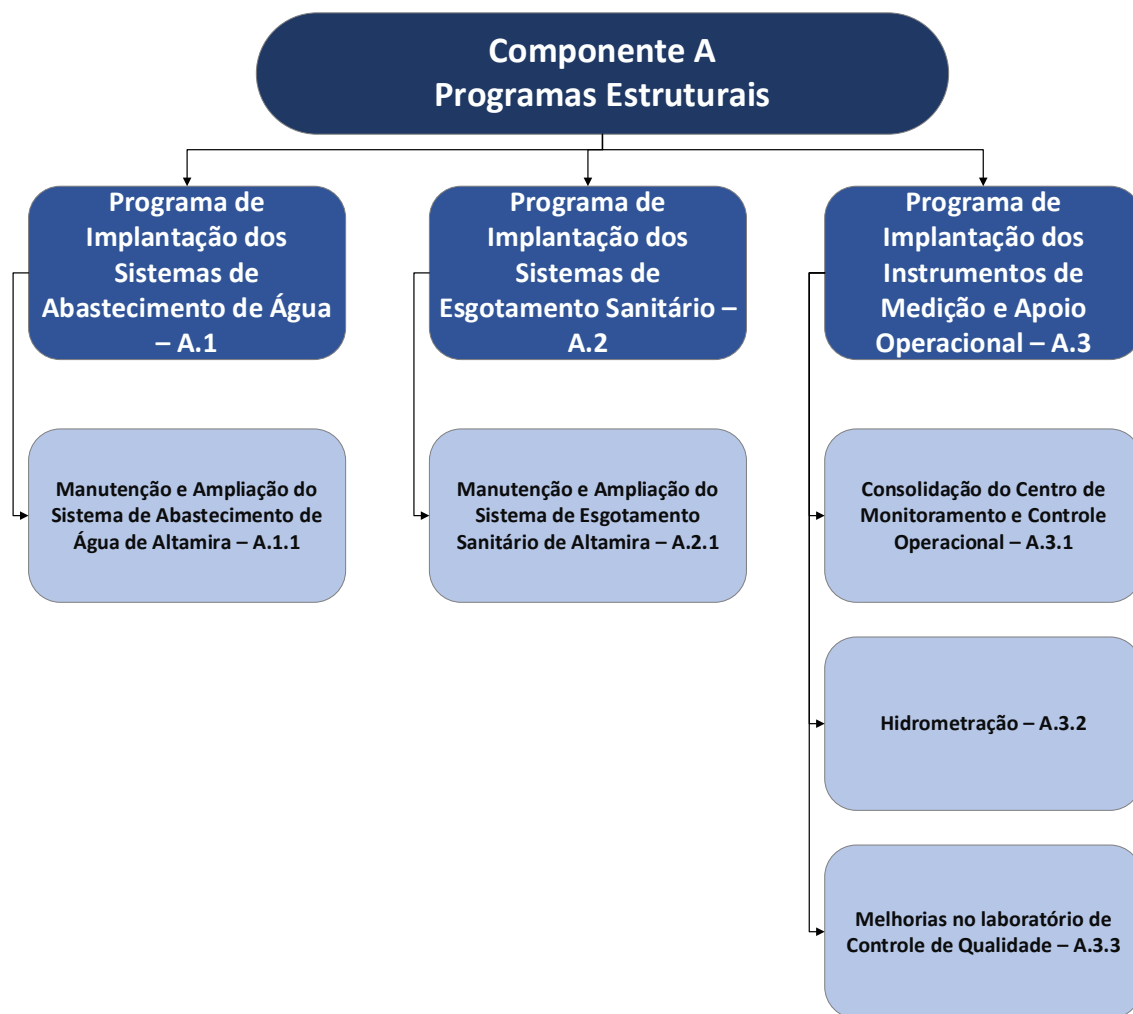 Componente A
Programas Estruturais
Programa de
Implantação dos
Sistemas de
Abastecimento de Água
– A.1
Programa de
Implantação dos
Sistemas de
Esgotamento Sanitário –
A.2
Programa de
Implantação dos
Instrumentos de
Medição e Apoio
Operacional – A.3
Manutenção e Ampliação do
Sistema de Abastecimento de
Água de Altamira – A.1.1
Manutenção e Ampliação do
Sistema de Esgotamento
Sanitário de Altamira – A.2.1
Consolidação do Centro de
Monitoramento e Controle
Operacional – A.3.1
Hidrometração – A.3.2
Melhorias no laboratório de
Controle de Qualidade – A.3.3